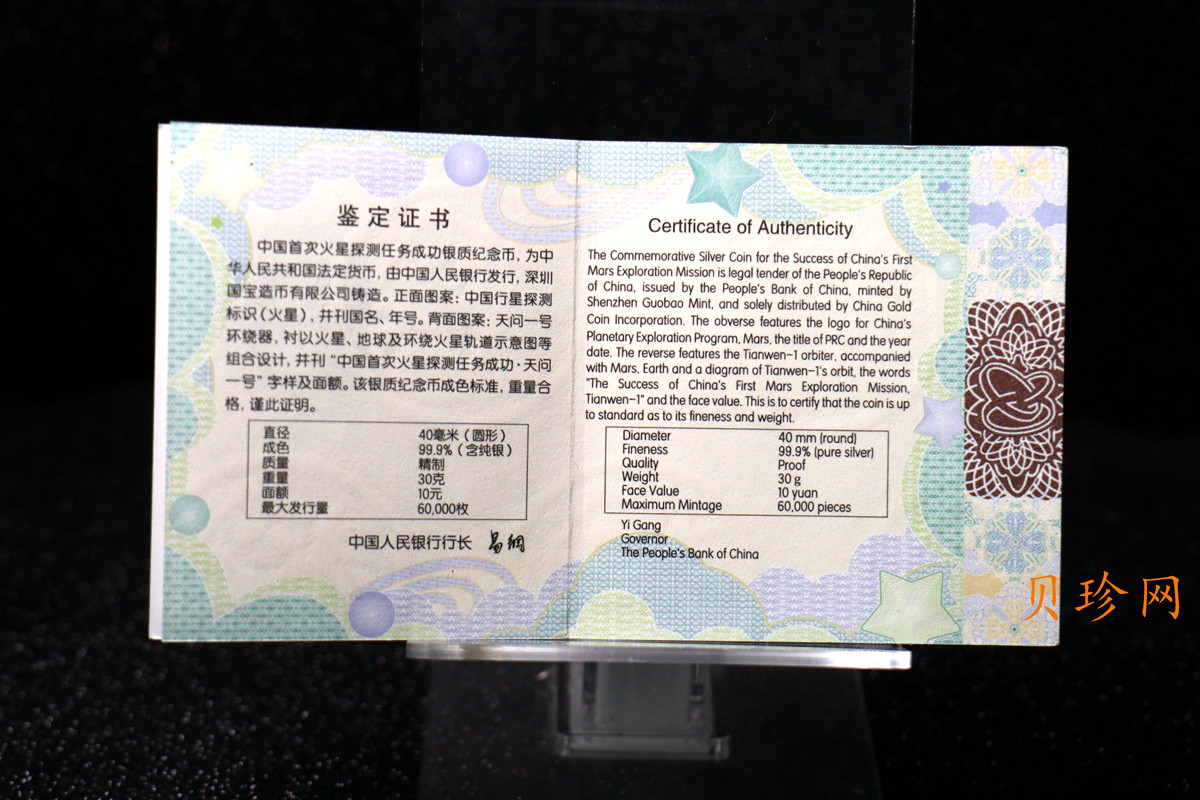 鉴定证书
中国首次火星探测任务成功银质纪念币，为中
华人民共和国法定货币，由中国人民银行发行，深圳
国宝造币有限公司铸造。正面图案：中国行星探测
标识（火星），并刊国名、年号。背面图案：天问一号
环绕器，衬以火星、地球及环绕火星轨道示意图等
组合设计，并刊“中国首次火星探测任务成功·天问
一号”字样及面额。该银质纪念币成色标准，重量合
格，谨此证明。
直径 40毫米（圆形）
成色 99.9%（含纯银）
质量 精制
重量 30克
面额 10元
最大发行量 60,000枚
中国人民银行行长 易纲
Certificate of Authenticity
The Commemorative Silver Coin for the Success of China's First
Mars Exploration Mission is legal tender of the People's Republic
of China, issued by the People's Bank of China, minted by
Shenzhen Guobao Mint, and solely distributed by China Gold
Coin Incorporation. The obverse features the logo for China's
Planetary Exploration Program, Mars, the title of PRC and the year
date. The reverse features the Tianwen-1 orbiter, accompanied
with Mars, Earth and a diagram of Tianwen-1's orbit, the words
"The Success of China's First Mars Exploration Mission,
Tianwen-1" and the face value. This is to certify that the coin is up
to standard as to its fineness and weight.
Diameter 40 mm (round)
Fineness 99.9% (pure silver)
Quality Proof
Weight 30 g
Face Value 10 yuan
Maximum Mintage 60,000 pieces
Yi Gang
Governor
The People's Bank of China
贝珍网